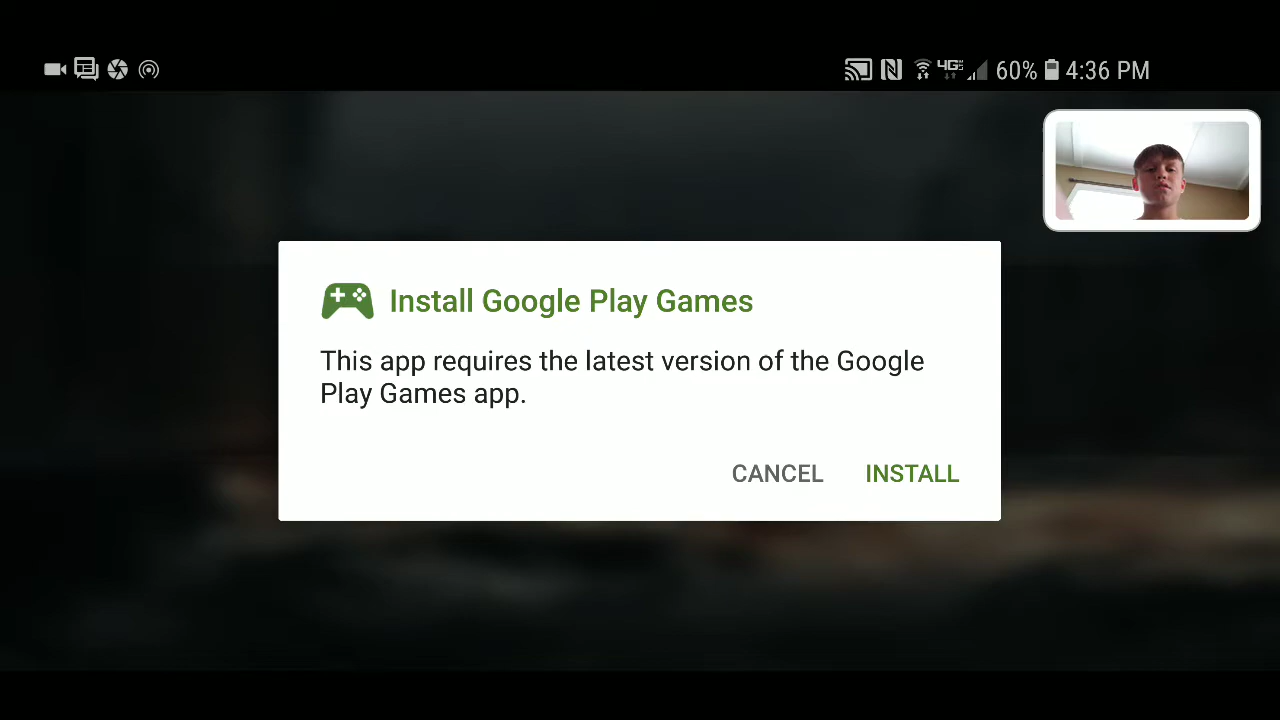 4G 60% 4:36 PM
Install Google Play Games
This app requires the latest version of the Google
Play Games app.
CANCEL INSTALL